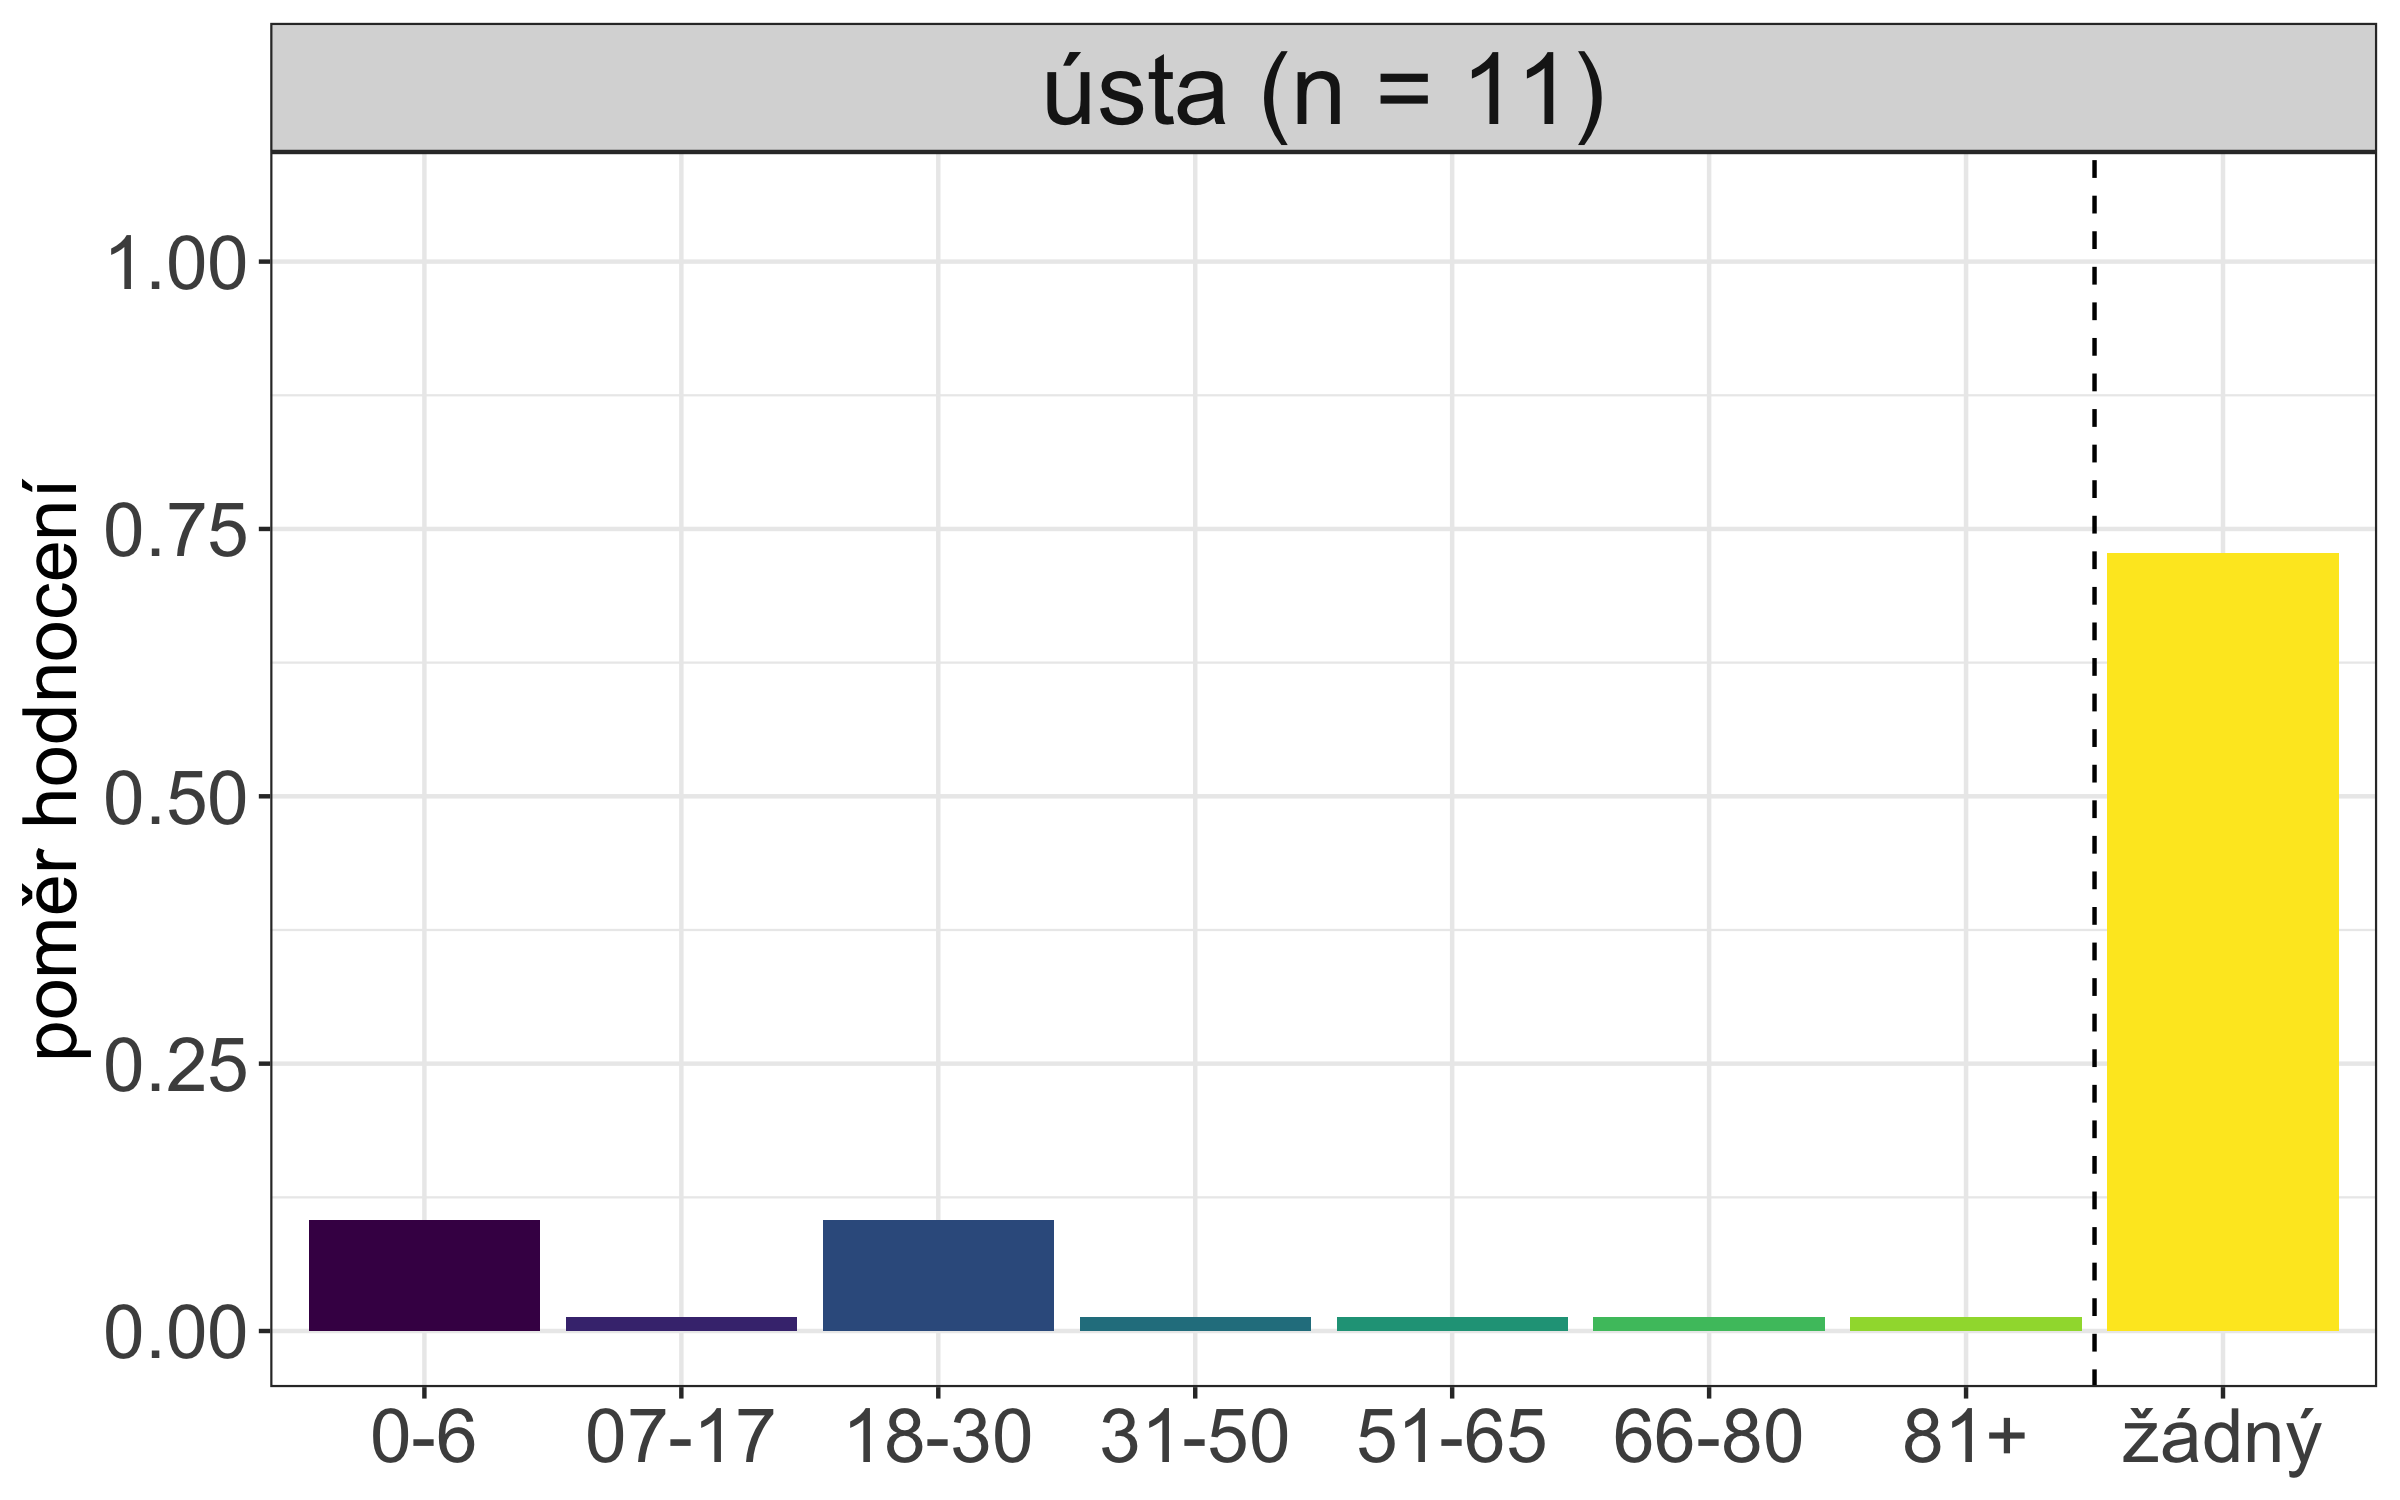 ústa (n = 11)
poměr hodnocení
1.00
0.75
0.50
0.25
0.00
0-6 07-17 18-30 31-50 51-65 66-80 81+ žádný